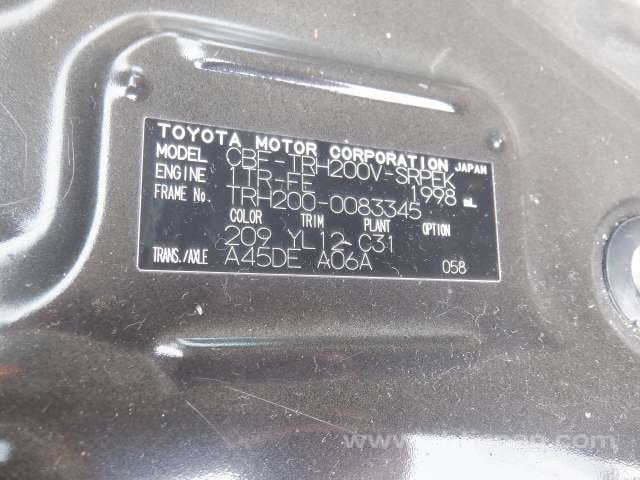 TOYOTA MOTOR CORPORATION JAPAN
MODEL CBF-TRH200V-SRPEK
ENGINE 1TR-FE 1998 mL
FRAME No. TRH200-0083345
COLOR TRIM PLANT OPTION
209 YL12 C31
TRANS./AXLE A45DE A06A 058